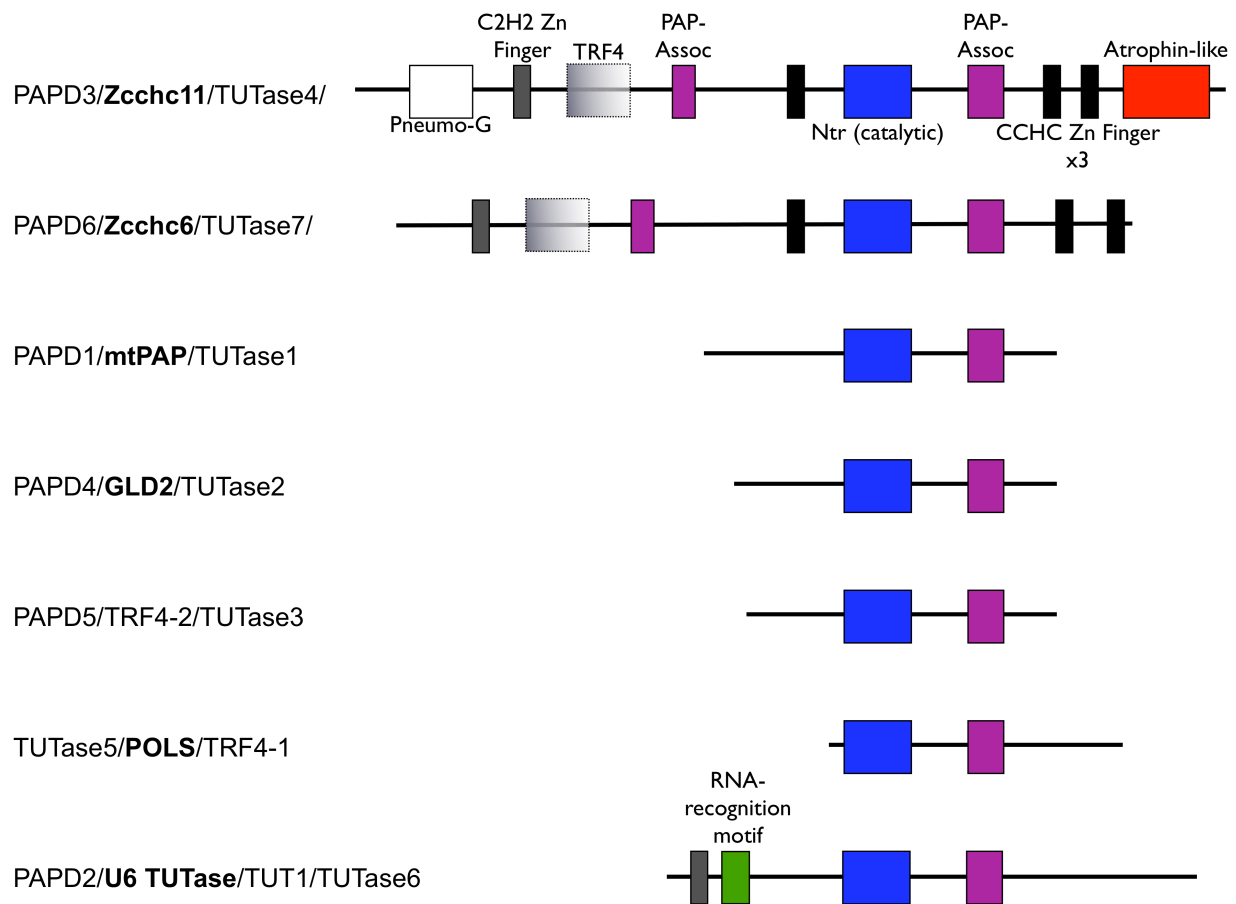 C2H2 Zn
Finger
TRF4
PAP-
Assoc
PAP-
Assoc
Atrophin-like
PAPD3/Zcchc11/TUTase4/
Pneumo-G
Ntr (catalytic)
CCHC Zn Finger
x3
PAPD6/Zcchc6/TUTase7/
PAPD1/mtPAP/TUTase1
PAPD4/GLD2/TUTase2
PAPD5/TRF4-2/TUTase3
TUTase5/POLS/TRF4-1
RNA-
recognition
motif
PAPD2/U6 TUTase/TUT1/TUTase6